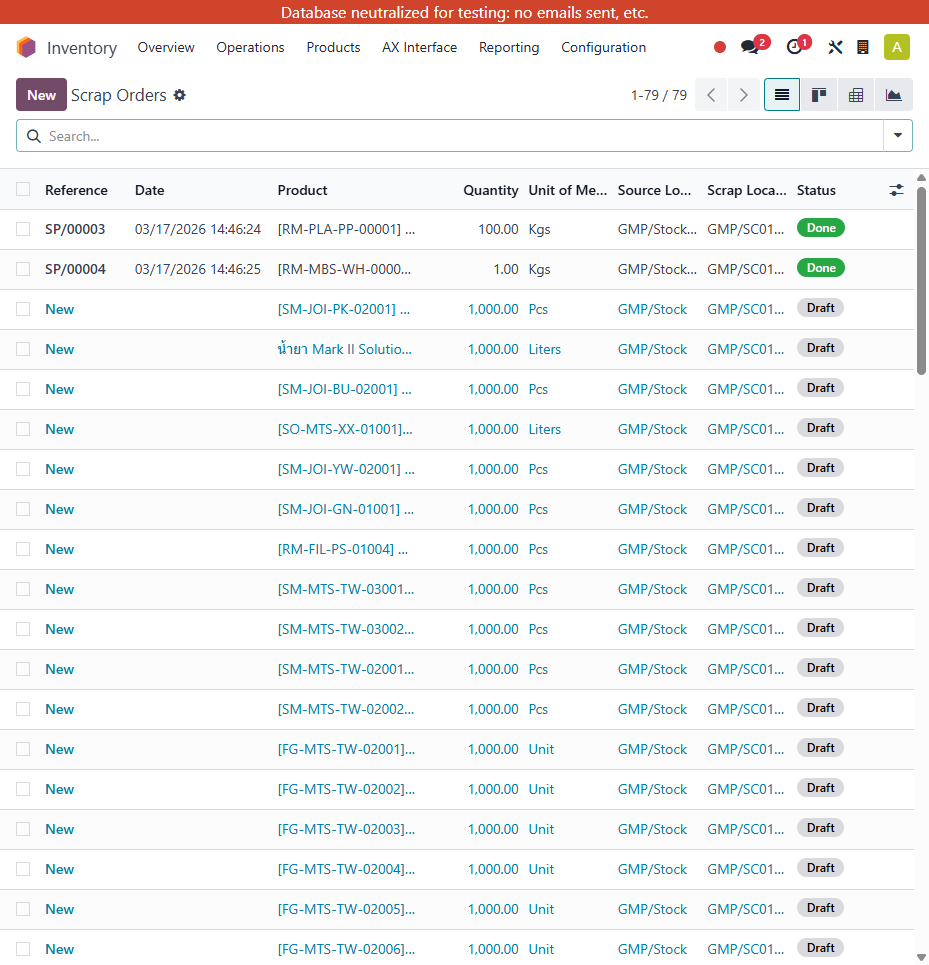 Database neutralized for testing: no emails sent, etc.
Inventory Overview Operations Products AX Interface Reporting Configuration 2 1 A
New Scrap Orders 1-79 / 79
Search...
Reference Date Product Quantity Unit of Me... Source Lo... Scrap Loca... Status
SP/00003 03/17/2026 14:46:24 [RM-PLA-PP-00001] ... 100.00 Kgs GMP/Stock... GMP/SC01... Done
SP/00004 03/17/2026 14:46:25 [RM-MBS-WH-0000... 1.00 Kgs GMP/Stock... GMP/SC01... Done
New [SM-JOI-PK-02001] ... 1,000.00 Pcs GMP/Stock GMP/SC01... Draft
New น้ำยา Mark II Solutio... 1,000.00 Liters GMP/Stock GMP/SC01... Draft
New [SM-JOI-BU-02001] ... 1,000.00 Pcs GMP/Stock GMP/SC01... Draft
New [SO-MTS-XX-01001]... 1,000.00 Liters GMP/Stock GMP/SC01... Draft
New [SM-JOI-YW-02001] ... 1,000.00 Pcs GMP/Stock GMP/SC01... Draft
New [SM-JOI-GN-01001] ... 1,000.00 Pcs GMP/Stock GMP/SC01... Draft
New [RM-FIL-PS-01004] ... 1,000.00 Pcs GMP/Stock GMP/SC01... Draft
New [SM-MTS-TW-03001... 1,000.00 Pcs GMP/Stock GMP/SC01... Draft
New [SM-MTS-TW-03002... 1,000.00 Pcs GMP/Stock GMP/SC01... Draft
New [SM-MTS-TW-02001... 1,000.00 Pcs GMP/Stock GMP/SC01... Draft
New [SM-MTS-TW-02002... 1,000.00 Pcs GMP/Stock GMP/SC01... Draft
New [FG-MTS-TW-02001]... 1,000.00 Unit GMP/Stock GMP/SC01... Draft
New [FG-MTS-TW-02002]... 1,000.00 Unit GMP/Stock GMP/SC01... Draft
New [FG-MTS-TW-02003]... 1,000.00 Unit GMP/Stock GMP/SC01... Draft
New [FG-MTS-TW-02004]... 1,000.00 Unit GMP/Stock GMP/SC01... Draft
New [FG-MTS-TW-02005]... 1,000.00 Unit GMP/Stock GMP/SC01... Draft
New [FG-MTS-TW-02006]... 1,000.00 Unit GMP/Stock GMP/SC01... Draft